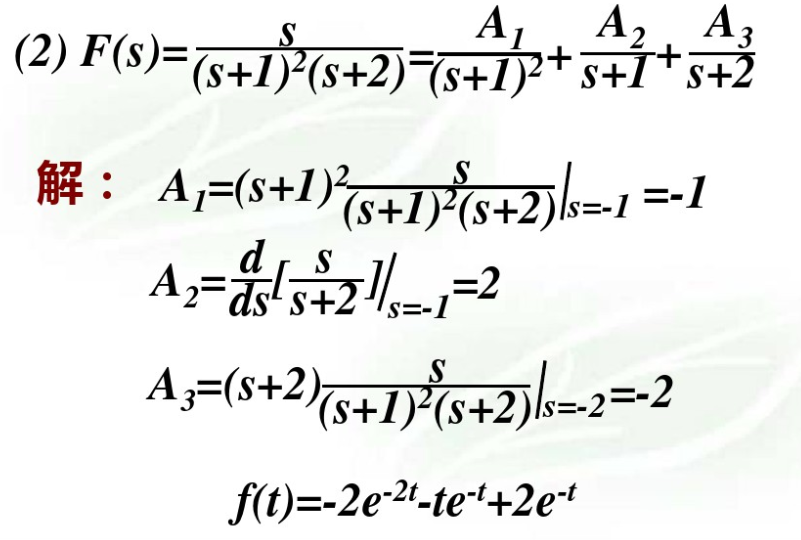 (2) F(s)=s/((s+1)²(s+2))=A₁/(s+1)²+A₂/(s+1)+A₃/(s+2)
解：A₁=(s+1)² s/((s+1)²(s+2))|s=-1 =-1
A₂=d/ds[s/(s+2)]|s=-1=2
A₃=(s+2) s/((s+1)²(s+2))|s=-2=-2
f(t)=-2e⁻²ᵗ-te⁻ᵗ+2e⁻ᵗ